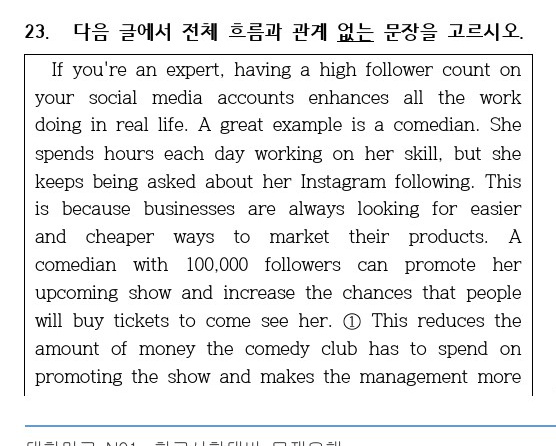 23. 다음 글에서 전체 흐름과 관계 없는 문장을 고르시오.
If you're an expert, having a high follower count on
your social media accounts enhances all the work
doing in real life. A great example is a comedian. She
spends hours each day working on her skill, but she
keeps being asked about her Instagram following. This
is because businesses are always looking for easier
and cheaper ways to market their products. A
comedian with 100,000 followers can promote her
upcoming show and increase the chances that people
will buy tickets to come see her. ① This reduces the
amount of money the comedy club has to spend on
promoting the show and makes the management more